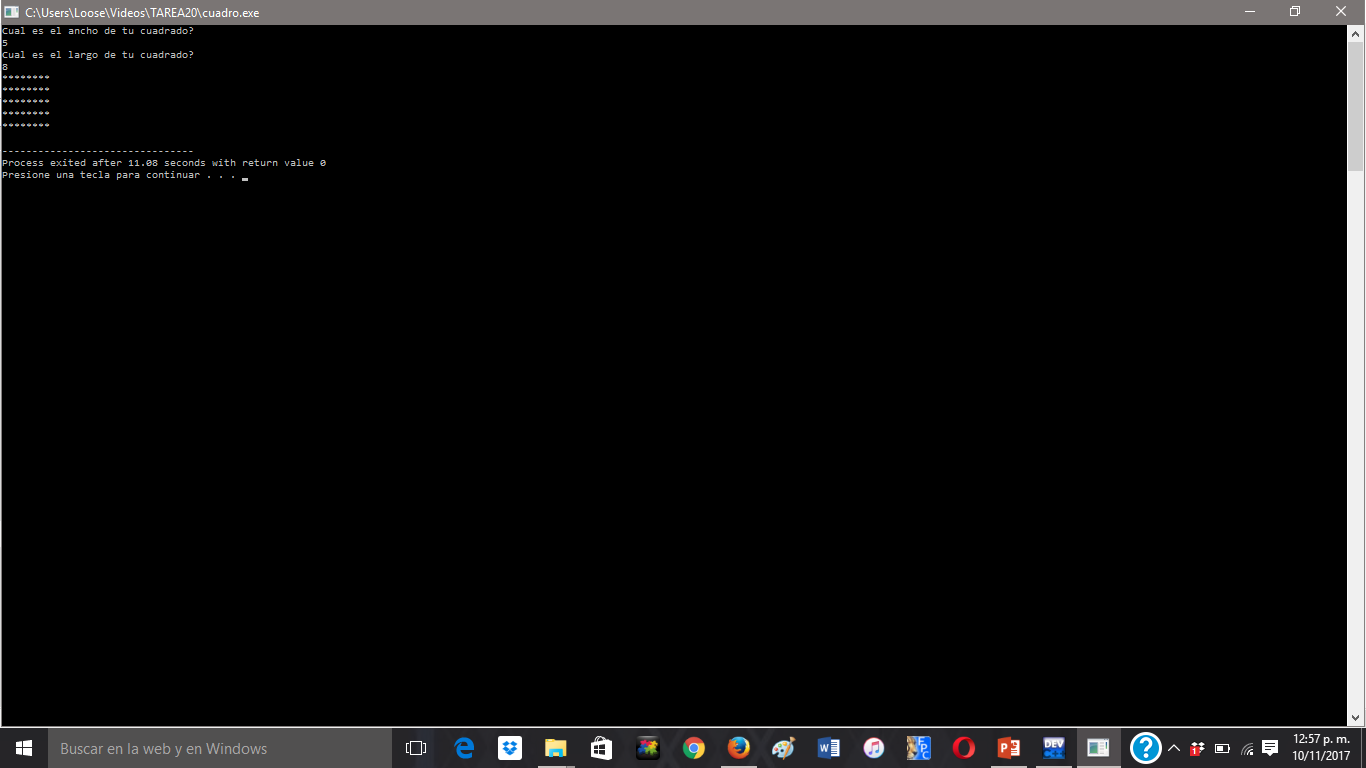 C:\Users\Loose\Videos\TAREA20\cuadro.exe
Cual es el ancho de tu cuadrado?
5
Cual es el largo de tu cuadrado?
8
********
********
********
********
********
--------------------------------
Process exited after 11.08 seconds with return value 0
Presione una tecla para continuar . . .
Buscar en la web y en Windows
FPC
DEV
C++
?
12:57 p. m.
10/11/2017